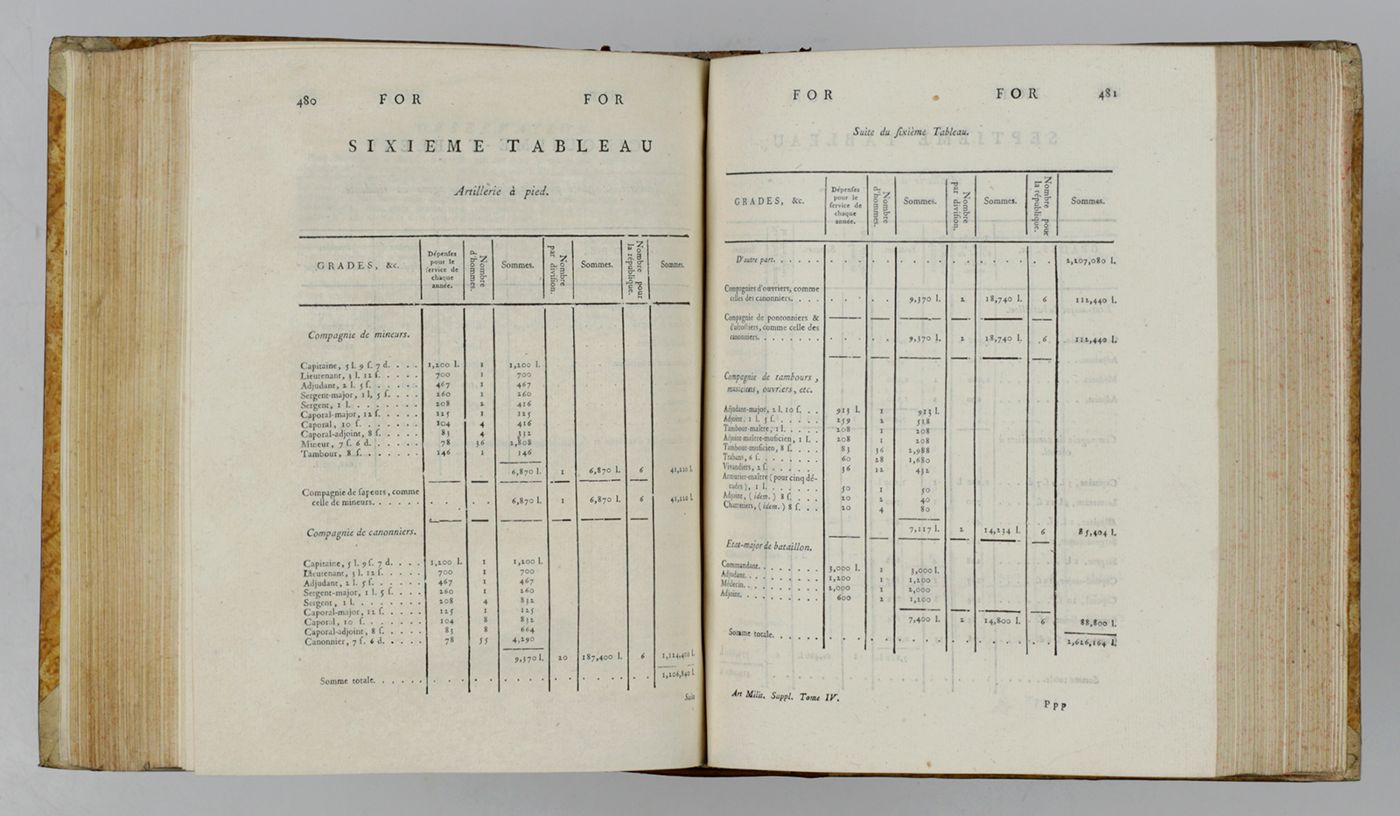 480 FOR FOR
SIXIEME TABLEAU
Artillerie à pied.
GRADES, &c. Dépenses pour le ſervice de chaque année. Nombre d'hommes. Sommes. Nombre par diviſion. Sommes. Nombre pour la république. Sommes.
Compagnie de mineurs.
Capitaine, 5 l. 9 ſ. 7 d. . . . 1,200 l. 1 1,200 l.
Lieutenant, 3 l. 12 ſ. . . . . 700 1 700
Adjudant, 2 l. 5 ſ. . . . . . 467 1 467
Sergent-major, 1 l. 5 ſ. . . . 260 1 260
Sergent, 1 l. . . . . . . . 208 2 416
Caporal-major, 12 ſ. . . . . 125 1 125
Caporal, 10 ſ. . . . . . . 104 4 416
Caporal-adjoint, 8 ſ. . . . . 83 4 332
Mineur, 7 ſ. 6 d. . . . . . 78 36 2,808
Tambour, 8 ſ. . . . . . . 146 1 146
6,870 l. 1 6,870 l. 6 41,220 l.
Compagnie de ſapeurs, comme
celle de mineurs. . . . . . . . . 6,870 l. 1 6,870 l. 6 41,220 l.
Compagnie de canonniers.
Capitaine, 5 l. 9 ſ. 7 d. . . . 1,200 l. 1 1,200 l.
Lieutenant, 3 l. 12 ſ. . . . . 700 1 700
Adjudant, 2 l. 5 ſ. . . . . . 467 1 467
Sergent-major, 1 l. 5 ſ. . . . 260 1 260
Sergent, 1 l. . . . . . . . 208 4 832
Caporal-major, 12 ſ. . . . . 125 1 125
Caporal, 10 ſ. . . . . . . 104 8 832
Caporal-adjoint, 8 ſ. . . . . 83 8 664
Canonnier, 7 ſ. 6 d. . . . . 78 55 4,290
9,370 l. 20 187,400 l. 6 1,124,400 l.
Somme totale. . . . . . . . . . . . 1,206,840 l.
Suite
FOR FOR 481
Suite du ſixième Tableau.
GRADES, &c. Dépenſes pour le ſervice de chaque année. Nombre d'hommes. Sommes. Nombre par diviſion. Sommes. Nombre pour la république. Sommes.
D'autre part. . . . . . . . . . . . 2,207,080 l.
Compagnies d'ouvriers, comme
celles des canonniers. . . . . . . . 9,370 l. 2 18,740 l. 6 112,440 l.
Compagnie de pontonniers &
d'artificiers, comme celle des
canonniers. . . . . . . . . . . 9,370 l. 2 18,740 l. 6 112,440 l.
Compagnie de tambours,
muſiciens, ouvriers, etc.
Adjudant-major, 2 l. 10 ſ. . . 913 l. 1 913 l.
Adjoint, 1 l. 5 ſ. . . . . . 259 2 518
Tambour-maître, 1 l. . . . . 208 1 208
Adjoint-maître-muſicien, 1 l. . 208 1 208
Tambour-muſicien, 8 ſ. . . . 83 36 2,988
Trabans, 6 ſ. . . . . . . 60 28 1,680
Vivandiers, 2 ſ. . . . . . 36 12 432
Armurier-maître (pour cinq dé-
cades), 1 l. . . . . . . . 50 1 50
Adjoint, (idem.) 8 ſ. . . . 20 2 40
Charretiers, (idem.) 8 ſ. . . 20 4 80
7,117 l. 2 14,234 l. 6 85,404 l.
Etat-major de bataillon.
Commandant. . . . . . . . 3,000 l. 1 3,000 l.
Adjudant. . . . . . . . . 1,200 1 1,200
Médecin. . . . . . . . . 2,000 1 2,000
Adjoint. . . . . . . . . 600 2 1,200
7,400 l. 2 14,800 l. 6 88,800 l.
Somme totale. . . . . . . . . . . . 2,626,164 l.
Art Milit. Suppl. Tome IV.
Ppp